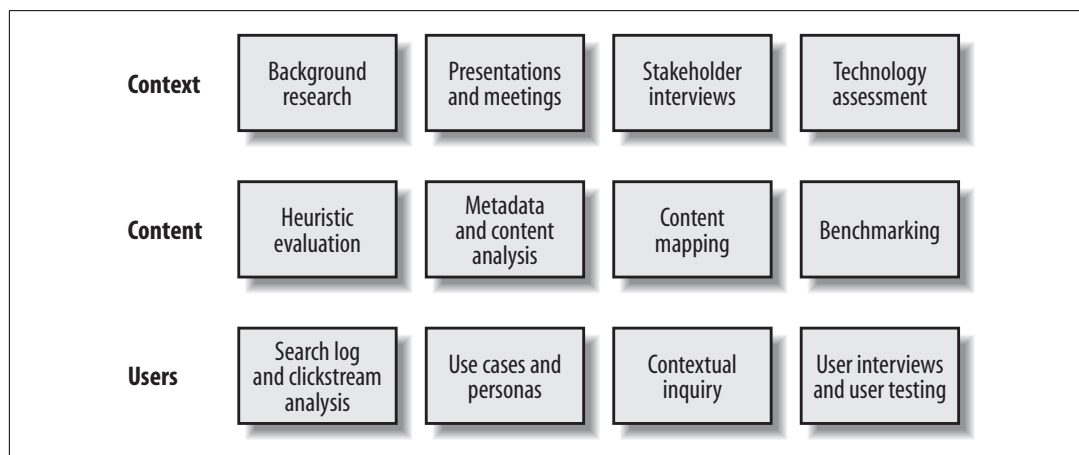 Context
Background
research
Presentations
and meetings
Stakeholder
interviews
Technology
assessment
Content
Heuristic
evaluation
Metadata
and content
analysis
Content
mapping
Benchmarking
Users
Search log
and clickstream
analysis
Use cases and
personas
Contextual
inquiry
User interviews
and user testing